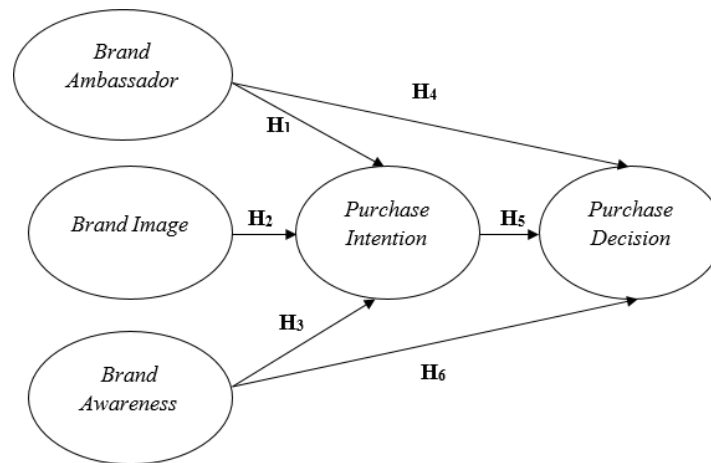 Brand
Ambassador
H4
H1
Brand Image
H2
Purchase
Intention
H5
Purchase
Decision
H3
Brand
Awareness
H6